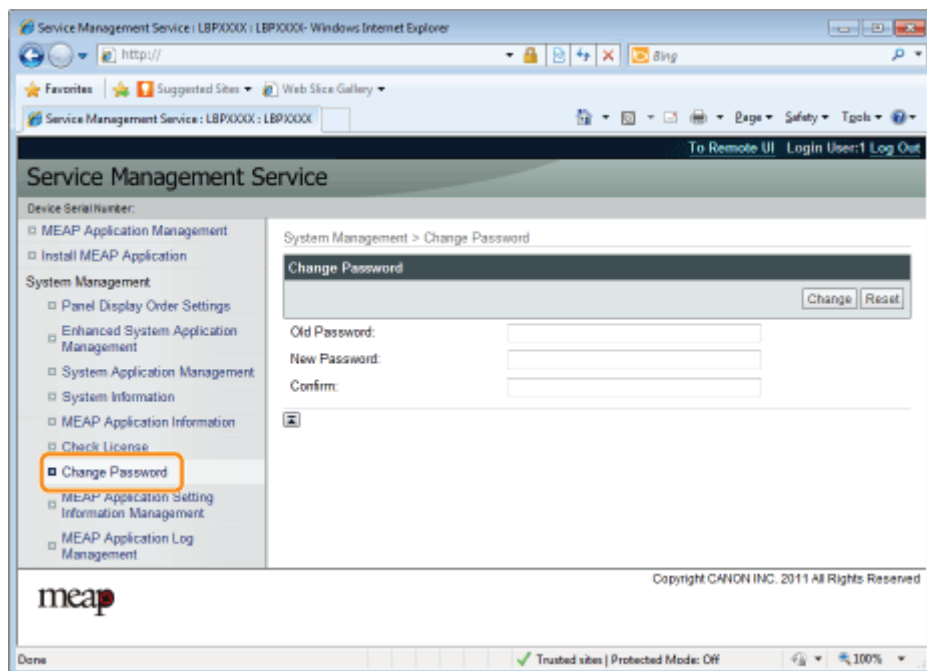 Service Management Service : LBPXXXX : LBPXXXX- Windows Internet Explorer
http://
Bing
Favorites Suggested Sites Web Slice Gallery
Service Management Service : LBPXXXX : LBPXXXX
Page Safety Tools
To Remote UI Login User:1 Log Out
Service Management Service
Device Serial Number:
MEAP Application Management
Install MEAP Application
System Management
Panel Display Order Settings
Enhanced System Application
Management
System Application Management
System Information
MEAP Application Information
Check License
Change Password
MEAP Application Setting
Information Management
MEAP Application Log
Management
System Management > Change Password
Change Password
Change Reset
Old Password:
New Password:
Confirm:
meap
Copyright CANON INC. 2011 All Rights Reserved
Done
Trusted sites | Protected Mode: Off
100%